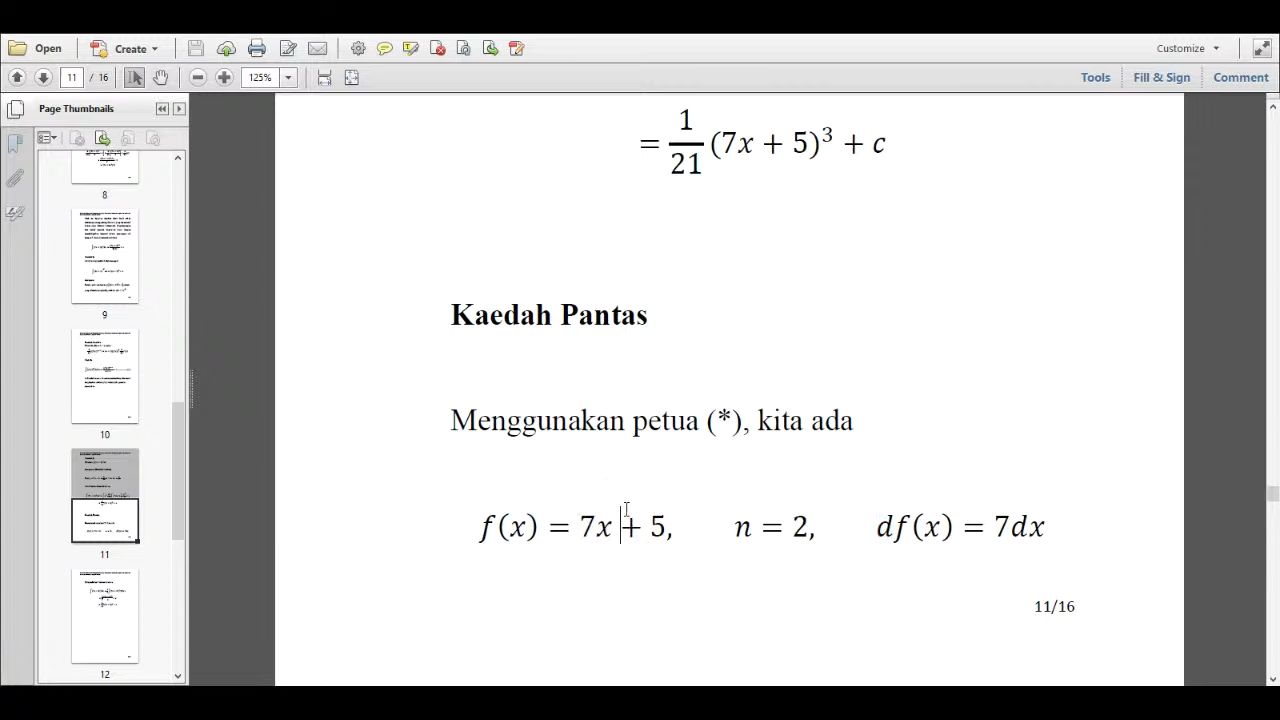 Open Create Customize
11 / 16 125% Tools Fill & Sign Comment
Page Thumbnails
8
9
10
11
12
= 1/21 (7x + 5)³ + c
Kaedah Pantas
Menggunakan petua (*), kita ada
f(x) = 7x + 5, n = 2, df(x) = 7dx
11/16